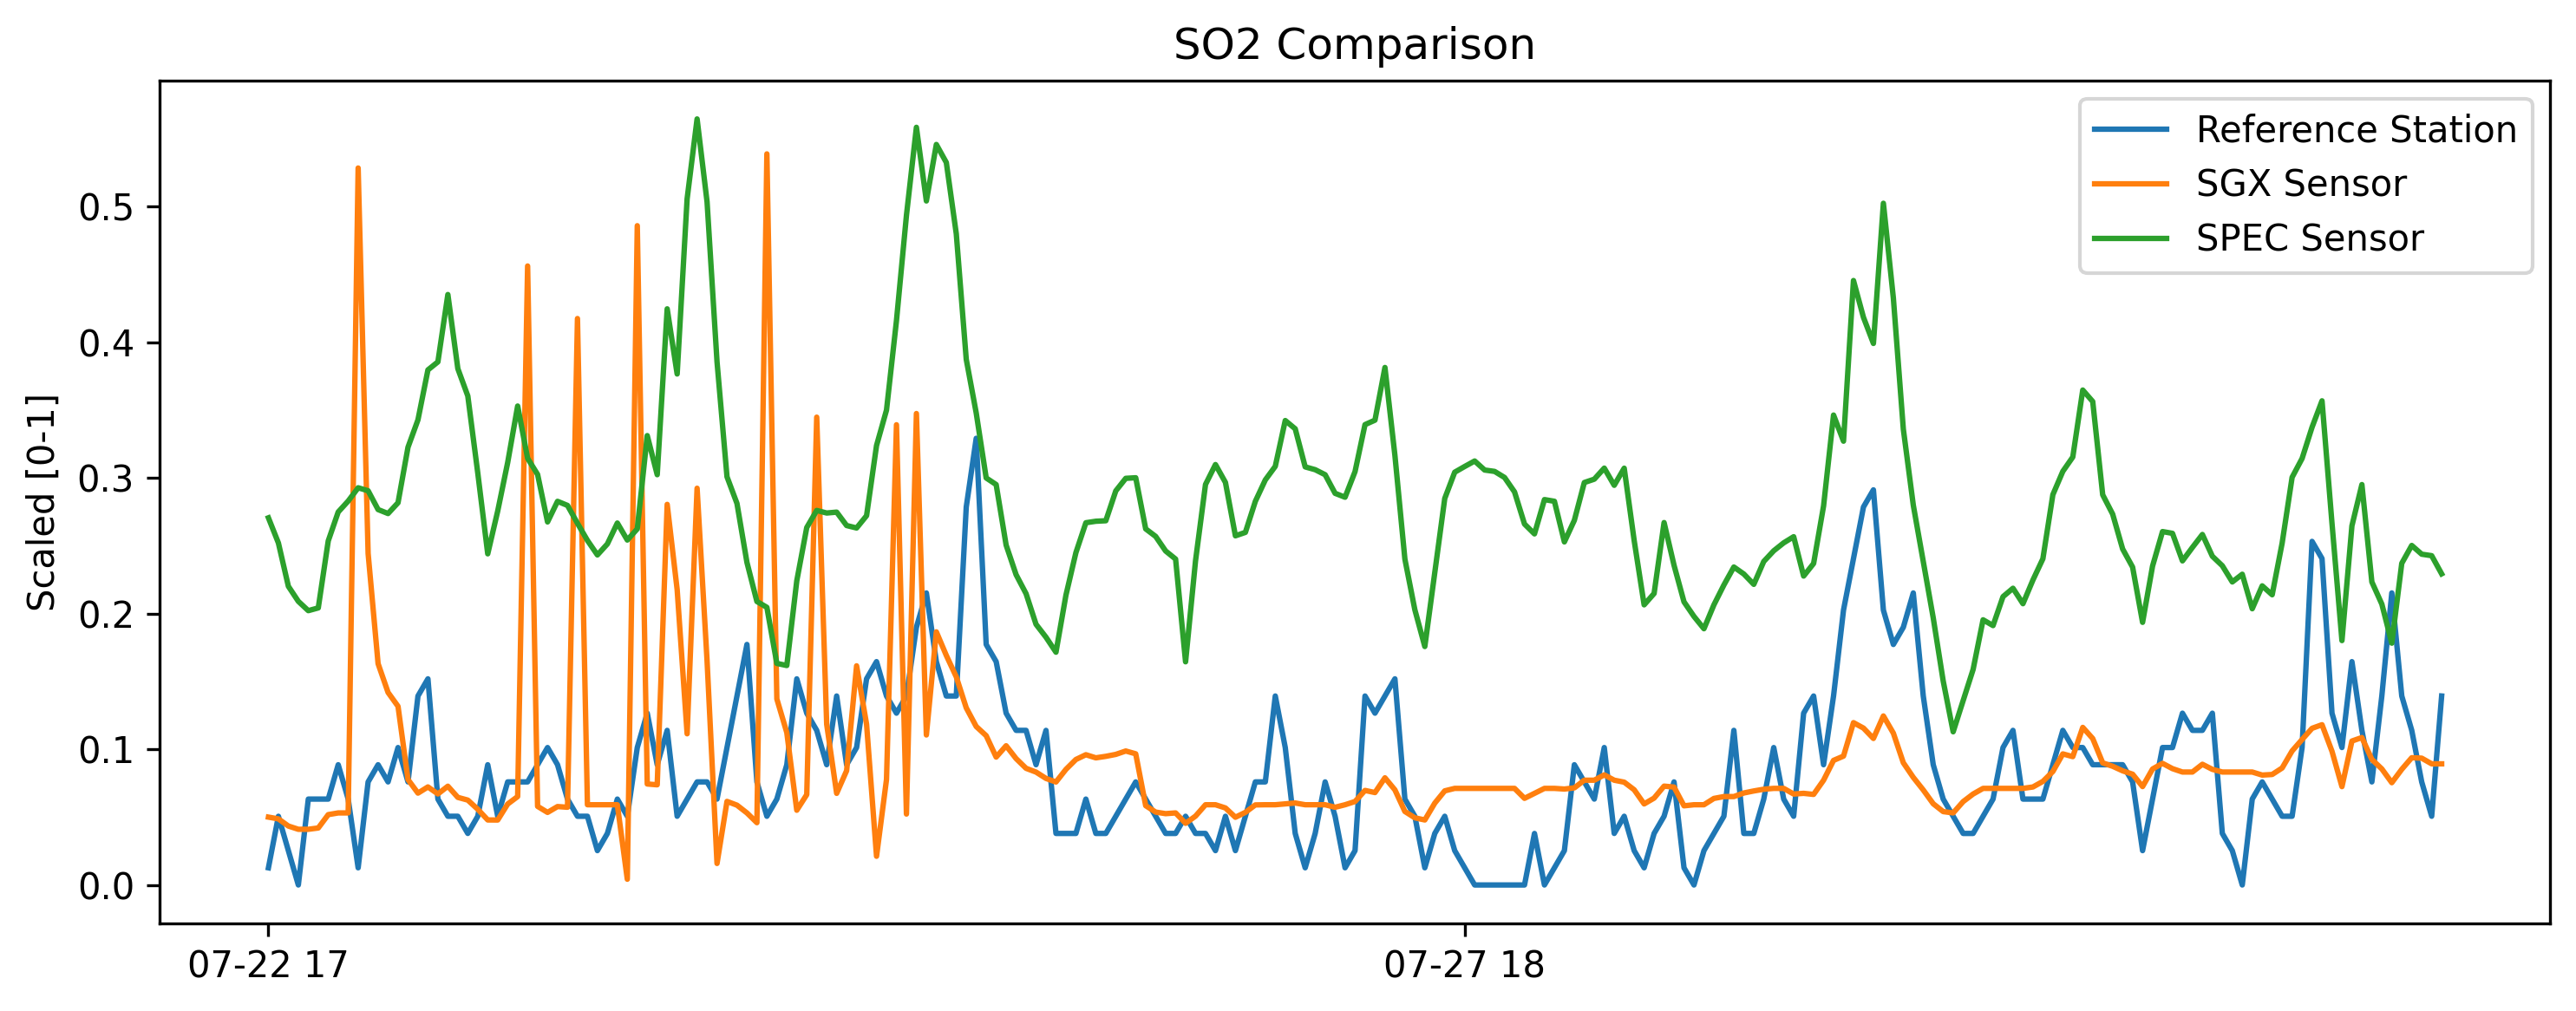 SO2 Comparison
Reference Station
SGX Sensor
SPEC Sensor
Scaled [0-1]
0.5
0.4
0.3
0.2
0.1
0.0
07-22 17
07-27 18